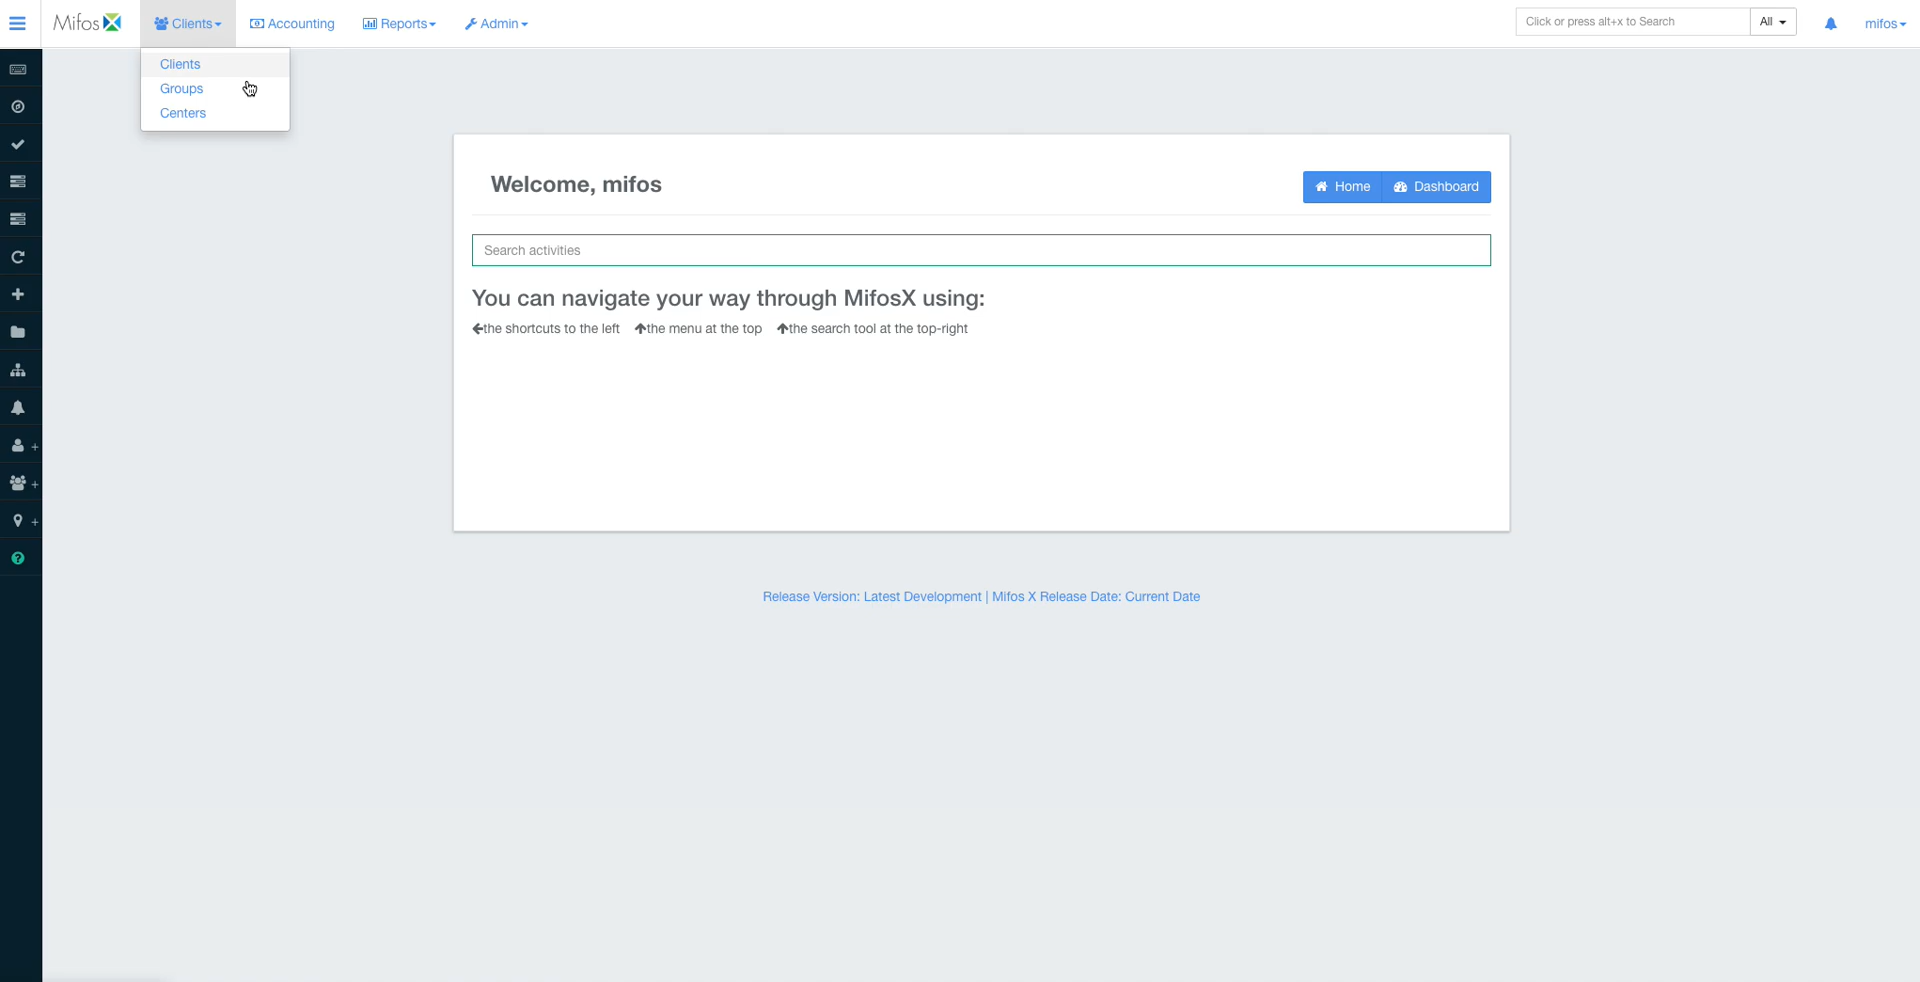 Mifos Clients Accounting Reports Admin Click or press alt+x to Search All mifos
Clients
Groups
Centers
Welcome, mifos
Home Dashboard
Search activities
You can navigate your way through MifosX using:
the shortcuts to the left the menu at the top the search tool at the top-right
+
+
+
?
Release Version: Latest Development | Mifos X Release Date: Current Date